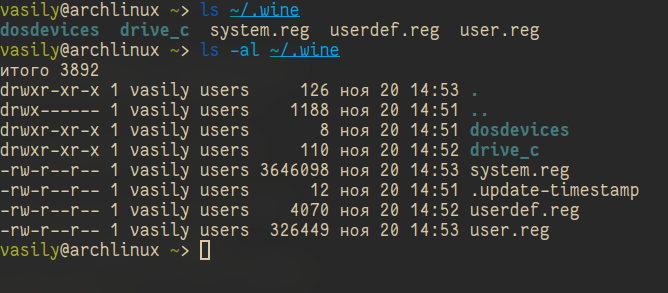 vasily@archlinux ~> ls ~/.wine
dosdevices  drive_c  system.reg  userdef.reg  user.reg
vasily@archlinux ~> ls -al ~/.wine
итого 3892
drwxr-xr-x 1 vasily users     126 ноя 20 14:53 .
drwx------ 1 vasily users    1188 ноя 20 14:51 ..
drwxr-xr-x 1 vasily users       8 ноя 20 14:51 dosdevices
drwxr-xr-x 1 vasily users     110 ноя 20 14:52 drive_c
-rw-r--r-- 1 vasily users 3646098 ноя 20 14:53 system.reg
-rw-r--r-- 1 vasily users      12 ноя 20 14:51 .update-timestamp
-rw-r--r-- 1 vasily users    4070 ноя 20 14:52 userdef.reg
-rw-r--r-- 1 vasily users  326449 ноя 20 14:53 user.reg
vasily@archlinux ~>